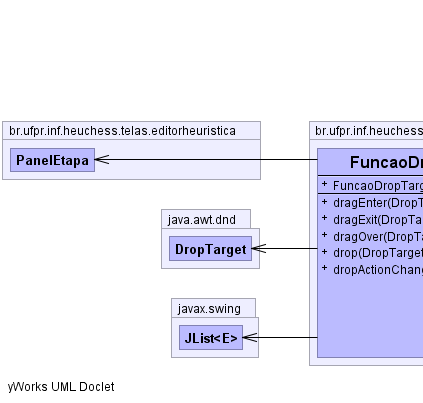 br.ufpr.inf.heuchess.telas.editorheuristica
PanelEtapa
java.awt.dnd
DropTarget
javax.swing
JList<E>
br.ufpr.inf.heuchess
FuncaoDr
+ FuncaoDropTarg
+ dragEnter(DropT
+ dragExit(DropTa
+ dragOver(DropTa
+ drop(DropTarget
+ dropActionChang
yWorks UML Doclet